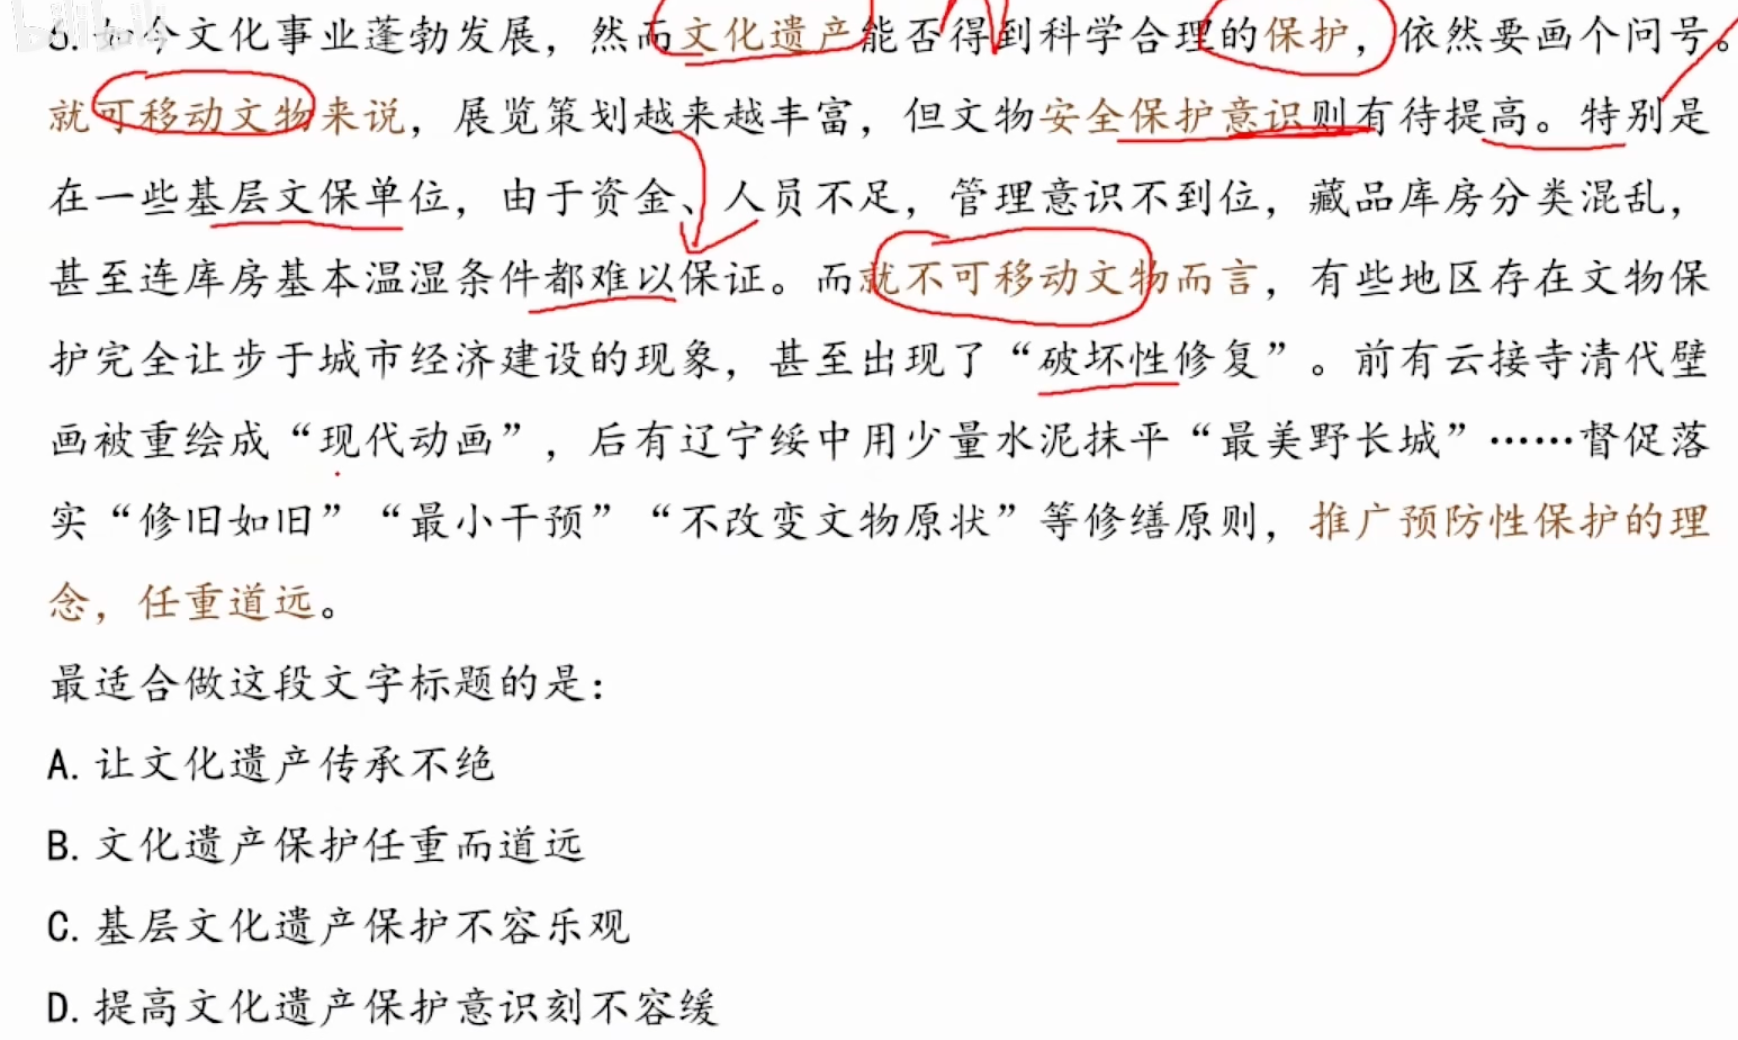 bilibili
6.如今文化事业蓬勃发展，然而文化遗产能否得到科学合理的保护，依然要画个问号。
就可移动文物来说，展览策划越来越丰富，但文物安全保护意识则有待提高。特别是
在一些基层文保单位，由于资金、人员不足，管理意识不到位，藏品库房分类混乱，
甚至连库房基本温湿条件都难以保证。而就不可移动文物而言，有些地区存在文物保
护完全让步于城市经济建设的现象，甚至出现了“破坏性修复”。前有云接寺清代壁
画被重绘成“现代动画”，后有辽宁绥中用少量水泥抹平“最美野长城”……督促落
实“修旧如旧”“最小干预”“不改变文物原状”等修缮原则，推广预防性保护的理
念，任重道远。
最适合做这段文字标题的是：
A. 让文化遗产传承不绝
B. 文化遗产保护任重而道远
C. 基层文化遗产保护不容乐观
D. 提高文化遗产保护意识刻不容缓